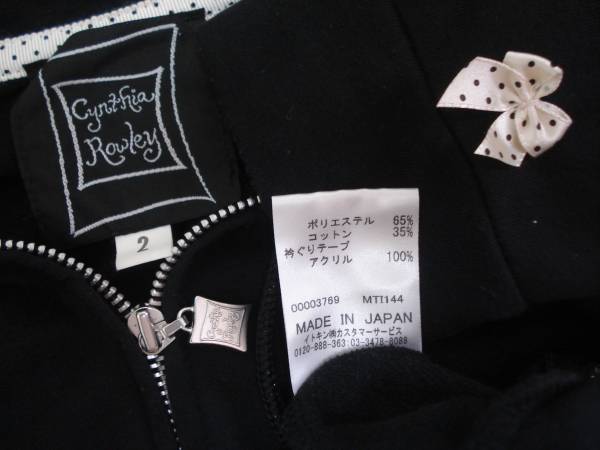 Cynthia
Rowley
2
ポリエステル 65%
コットン 35%
衿ぐりテープ
アクリル 100%
00003769 MTI144
MADE IN JAPAN
イトキン㈱カスタマーサービス
0120-888-363:03-3478-8088
Cynthia
Rowley